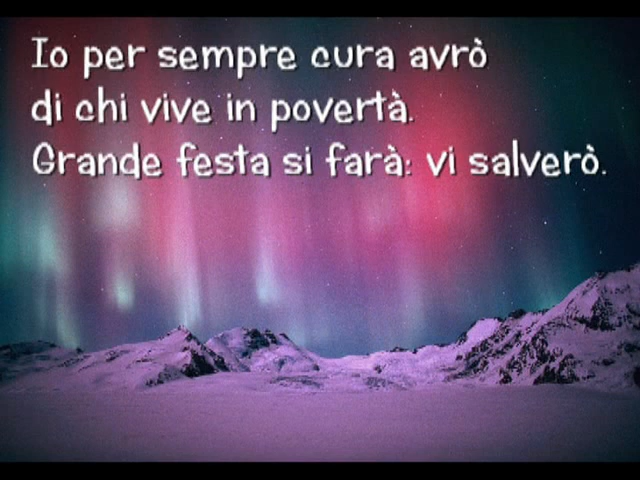 Io per sempre cura avrò
di chi vive in povertà.
Grande festa si farà: vi salverò.